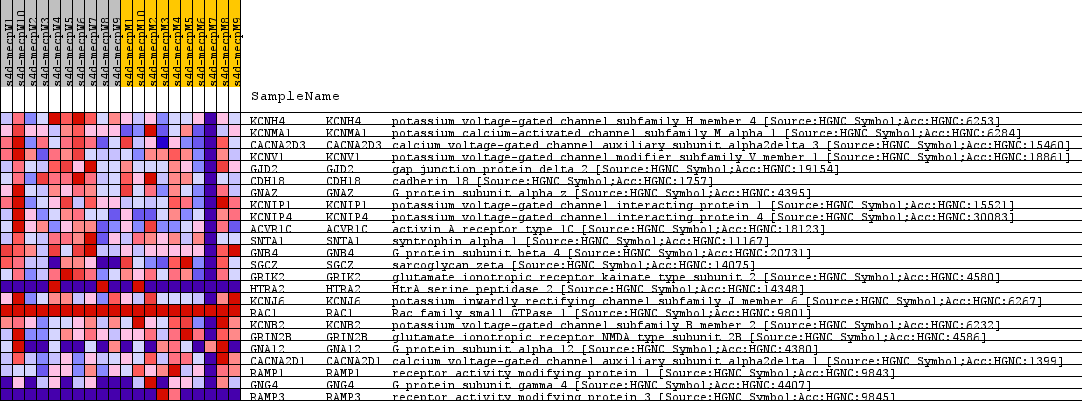 s4d-mecpW1 s4d-mecpW10 s4d-mecpW2 s4d-mecpW3 s4d-mecpW4 s4d-mecpW5 s4d-mecpW6 s4d-mecpW7 s4d-mecpW8 s4d-mecpW9 s4d-mecpM1 s4d-mecpM10 s4d-mecpM2 s4d-mecpM3 s4d-mecpM4 s4d-mecpM5 s4d-mecpM6 s4d-mecpM7 s4d-mecpM8 s4d-mecpM9
SampleName
KCNH4 KCNH4 potassium voltage-gated channel subfamily H member 4 [Source:HGNC Symbol;Acc:HGNC:6253]
KCNMA1 KCNMA1 potassium calcium-activated channel subfamily M alpha 1 [Source:HGNC Symbol;Acc:HGNC:6284]
CACNA2D3 CACNA2D3 calcium voltage-gated channel auxiliary subunit alpha2delta 3 [Source:HGNC Symbol;Acc:HGNC:15460]
KCNV1 KCNV1 potassium voltage-gated channel modifier subfamily V member 1 [Source:HGNC Symbol;Acc:HGNC:18861]
GJD2 GJD2 gap junction protein delta 2 [Source:HGNC Symbol;Acc:HGNC:19154]
CDH18 CDH18 cadherin 18 [Source:HGNC Symbol;Acc:HGNC:1757]
GNAZ GNAZ G protein subunit alpha z [Source:HGNC Symbol;Acc:HGNC:4395]
KCNIP1 KCNIP1 potassium voltage-gated channel interacting protein 1 [Source:HGNC Symbol;Acc:HGNC:15521]
KCNIP4 KCNIP4 potassium voltage-gated channel interacting protein 4 [Source:HGNC Symbol;Acc:HGNC:30083]
ACVR1C ACVR1C activin A receptor type 1C [Source:HGNC Symbol;Acc:HGNC:18123]
SNTA1 SNTA1 syntrophin alpha 1 [Source:HGNC Symbol;Acc:HGNC:11167]
GNB4 GNB4 G protein subunit beta 4 [Source:HGNC Symbol;Acc:HGNC:20731]
SGCZ SGCZ sarcoglycan zeta [Source:HGNC Symbol;Acc:HGNC:14075]
GRIK2 GRIK2 glutamate ionotropic receptor kainate type subunit 2 [Source:HGNC Symbol;Acc:HGNC:4580]
HTRA2 HTRA2 HtrA serine peptidase 2 [Source:HGNC Symbol;Acc:HGNC:14348]
KCNJ6 KCNJ6 potassium inwardly rectifying channel subfamily J member 6 [Source:HGNC Symbol;Acc:HGNC:6267]
RAC1 RAC1 Rac family small GTPase 1 [Source:HGNC Symbol;Acc:HGNC:9801]
KCNB2 KCNB2 potassium voltage-gated channel subfamily B member 2 [Source:HGNC Symbol;Acc:HGNC:6232]
GRIN2B GRIN2B glutamate ionotropic receptor NMDA type subunit 2B [Source:HGNC Symbol;Acc:HGNC:4586]
GNA12 GNA12 G protein subunit alpha 12 [Source:HGNC Symbol;Acc:HGNC:4380]
CACNA2D1 CACNA2D1 calcium voltage-gated channel auxiliary subunit alpha2delta 1 [Source:HGNC Symbol;Acc:HGNC:1399]
RAMP1 RAMP1 receptor activity modifying protein 1 [Source:HGNC Symbol;Acc:HGNC:9843]
GNG4 GNG4 G protein subunit gamma 4 [Source:HGNC Symbol;Acc:HGNC:4407]
RAMP3 RAMP3 receptor activity modifying protein 3 [Source:HGNC Symbol;Acc:HGNC:9845]